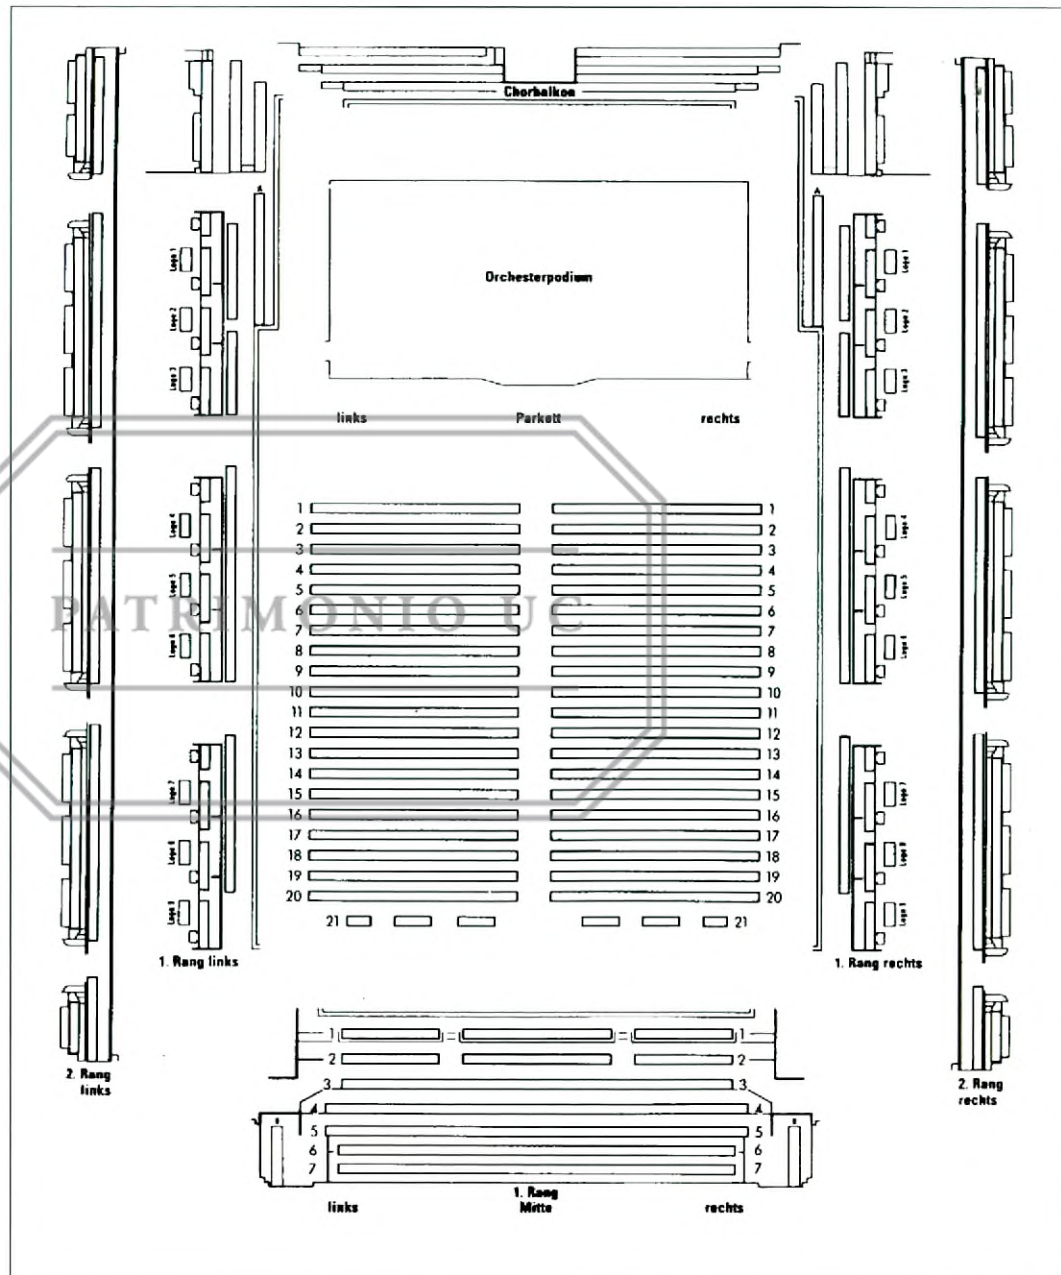 Chorbalkon
A
A
Orchesterpodium
Loge 1
Loge 1
Loge 2
Loge 2
Loge 3
Loge 3
links Parkett rechts
1 1
2 2
3 3
4 4
Loge 4
Loge 4
5 5
Loge 5
Loge 5
PATRIMONIO UC
6 6
7 7
Loge 6
Loge 6
8 8
9 9
10 10
11 11
12 12
13 13
14 14
15 15
Loge 7
Loge 7
16 16
17 17
18 18
Loge 8
Loge 8
19 19
20 20
21 21
Loge 9
Loge 9
1. Rang links
1. Rang rechts
1 1
2 2
3 3
4 4
5 5
6 6
7 7
2. Rang
links
2. Rang
rechts
1. Rang
Mitte
links rechts